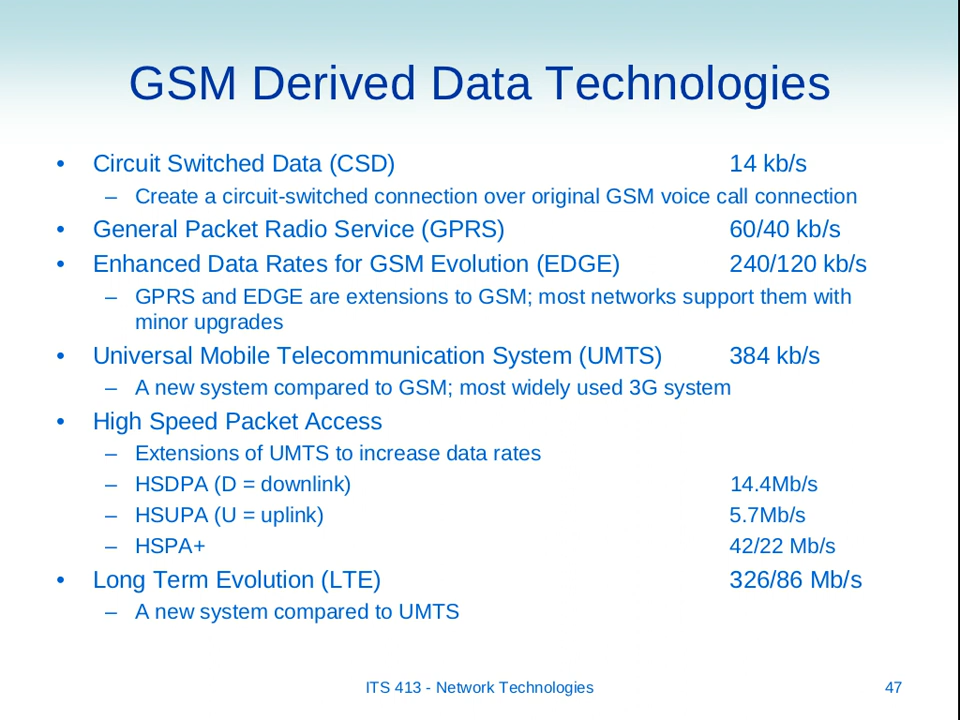 GSM Derived Data Technologies
• Circuit Switched Data (CSD) 14 kb/s
– Create a circuit-switched connection over original GSM voice call connection
• General Packet Radio Service (GPRS) 60/40 kb/s
• Enhanced Data Rates for GSM Evolution (EDGE) 240/120 kb/s
– GPRS and EDGE are extensions to GSM; most networks support them with
minor upgrades
• Universal Mobile Telecommunication System (UMTS) 384 kb/s
– A new system compared to GSM; most widely used 3G system
• High Speed Packet Access
– Extensions of UMTS to increase data rates
– HSDPA (D = downlink) 14.4Mb/s
– HSUPA (U = uplink) 5.7Mb/s
– HSPA+ 42/22 Mb/s
• Long Term Evolution (LTE) 326/86 Mb/s
– A new system compared to UMTS
ITS 413 - Network Technologies 47